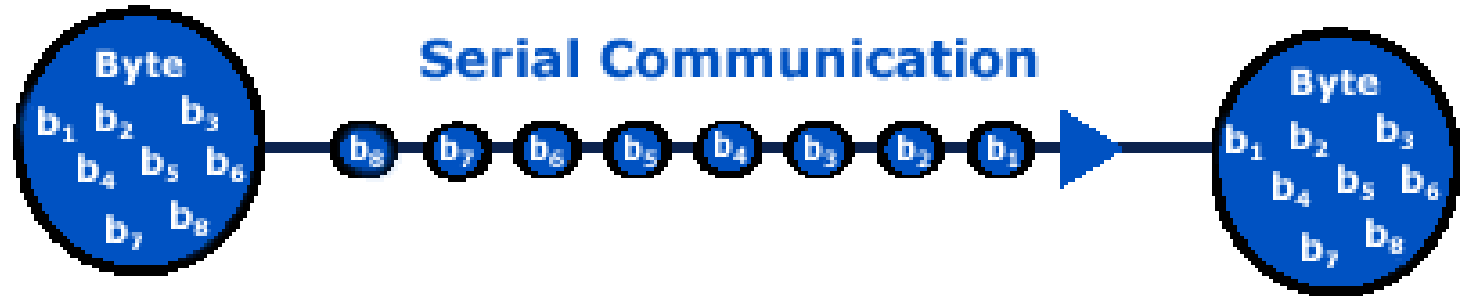 Serial Communication
Byte
b₁ b₂ b₃
b₄ b₅ b₆
b₇ b₈
b₈ b₇ b₆ b₅ b₄ b₃ b₂ b₁
Byte
b₁ b₂ b₃
b₄ b₅ b₆
b₇ b₈